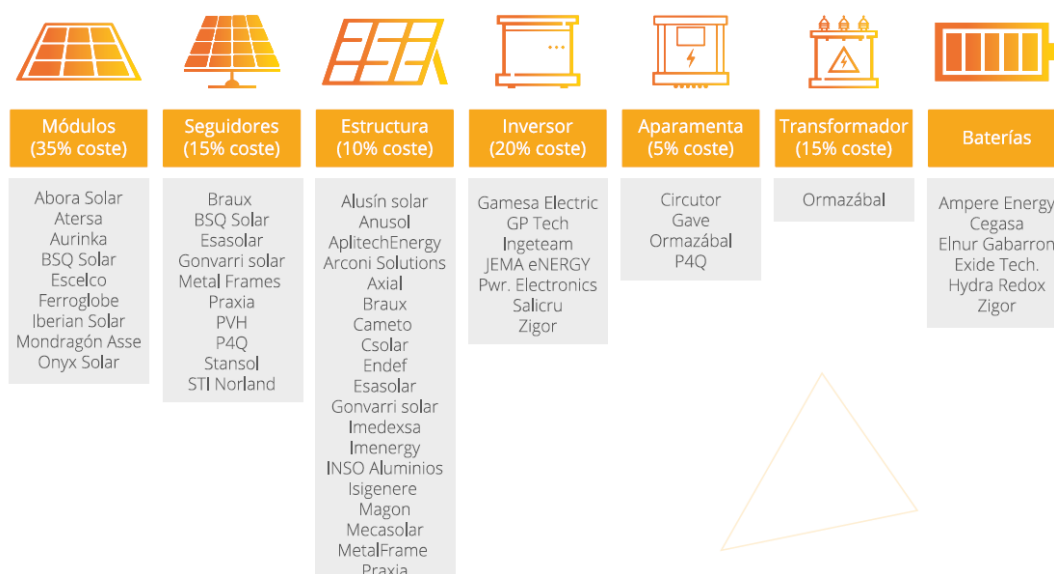 Módulos
(35% coste)
Abora Solar
Atersa
Aurinka
BSQ Solar
Escelco
Ferroglobe
Iberian Solar
Mondragón Asse
Onyx Solar
Seguidores
(15% coste)
Braux
BSQ Solar
Esasolar
Gonvarri solar
Metal Frames
Praxia
PVH
P4Q
Stansol
STI Norland
Estructura
(10% coste)
Alusín solar
Anusol
AplitechEnergy
Arconi Solutions
Axial
Braux
Cameto
Csolar
Endef
Esasolar
Gonvarri solar
Imedexsa
Imenergy
INSO Aluminios
Isigenere
Magon
Mecasolar
MetalFrame
Praxia
Inversor
(20% coste)
Gamesa Electric
GP Tech
Ingeteam
JEMA eNERGY
Pwr. Electronics
Salicru
Zigor
Aparamenta
(5% coste)
Circutor
Gave
Ormazábal
P4Q
Transformador
(15% coste)
Ormazábal
Baterías
Ampere Energy
Cegasa
Elnur Gabarron
Exide Tech.
Hydra Redox
Zigor